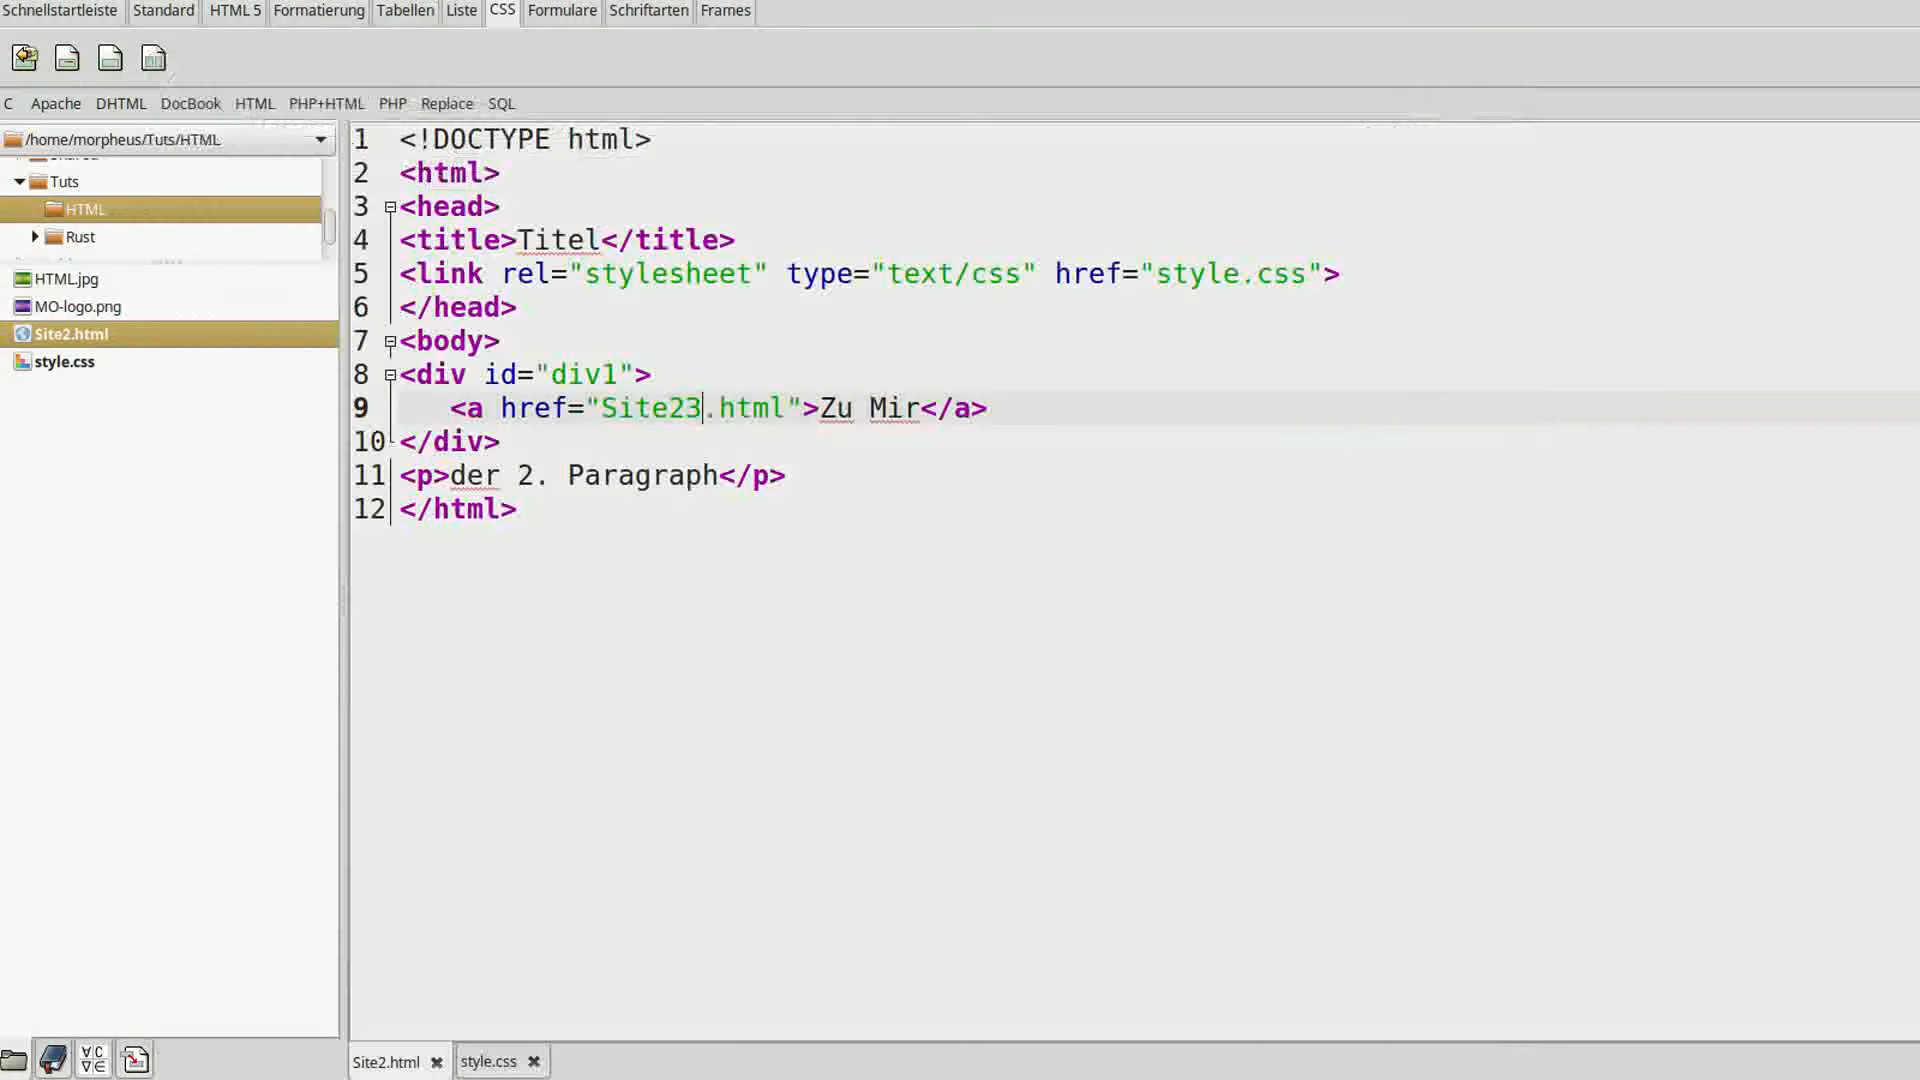 Schnellstartleiste Standard HTML 5 Formatierung Tabellen Liste CSS Formulare Schriftarten Frames
C Apache DHTML DocBook HTML PHP+HTML PHP Replace SQL
/home/morpheus/Tuts/HTML
Tuts
HTML
Rust
HTML.jpg
MO-logo.png
Site2.html
style.css
1 <!DOCTYPE html>
2 <html>
3 <head>
4 <title>Titel</title>
5 <link rel="stylesheet" type="text/css" href="style.css">
6 </head>
7 <body>
8 <div id="div1">
9 <a href="Site23.html">Zu Mir</a>
10 </div>
11 <p>der 2. Paragraph</p>
12 </html>
Site2.html style.css